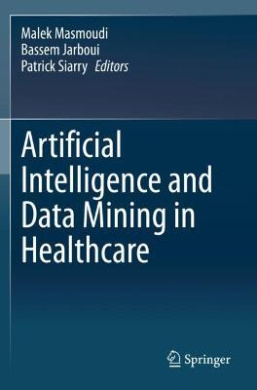 Malek Masmoudi
Bassem Jarboui
Patrick Siarry Editors
Artificial
Intelligence and
Data Mining in
Healthcare
Springer